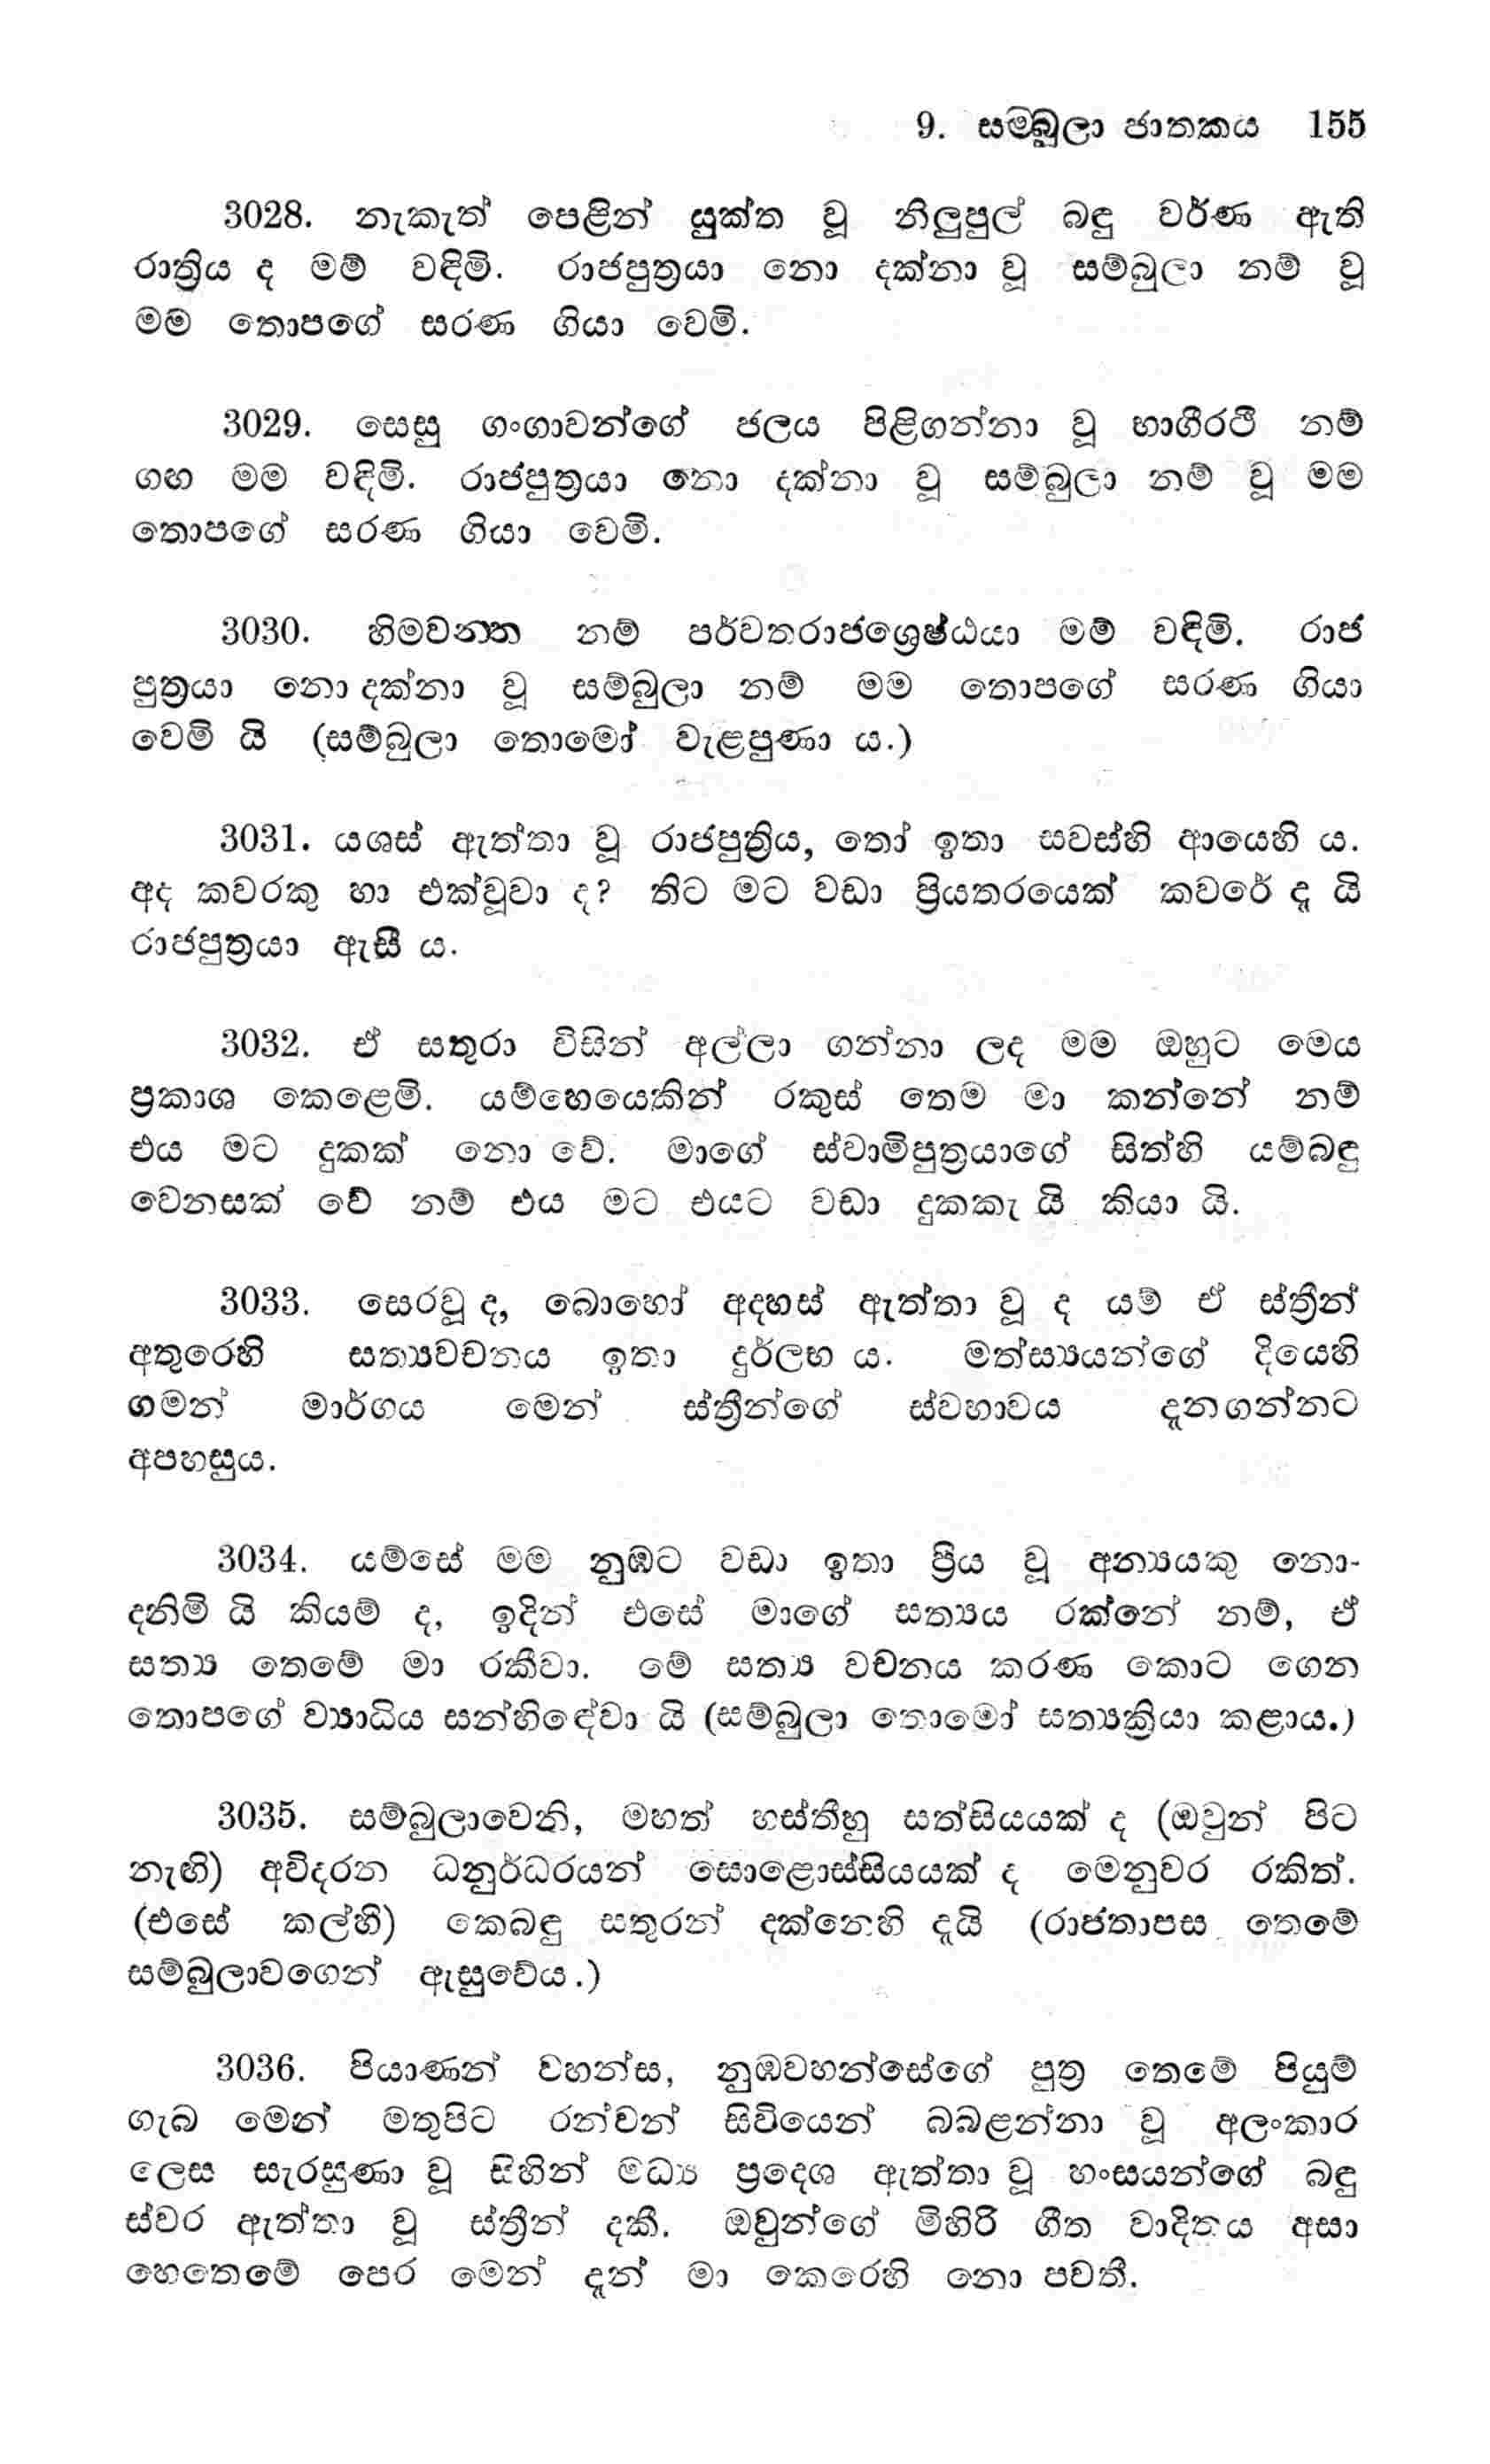 9. සම්බුලා ජාතකය 155
3028. නැකැත් පෙළින් යුක්ත වූ නිලුපුල් බඳු වර්ණ ඇති
රාත්‍රිය ද මම් වඳිමි. රාජපුත්‍රයා නො දක්නා වූ සම්බුලා නම් වූ
මම තොපගේ සරණ ගියා වෙමි.
3029. සෙසු ගංගාවන්ගේ ජලය පිළිගන්නා වූ භාගීරථී නම්
ගඟ මම වඳිමි. රාජපුත්‍රයා නො දක්නා වූ සම්බුලා නම් වූ මම
තොපගේ සරණ ගියා වෙමි.
3030. හිමවන්ත නම් පර්වතරාජශ්‍රෙෂ්ඨයා මම් වඳිමි. රාජ
පුත්‍රයා නො දක්නා වූ සම්බුලා නම් මම තොපගේ සරණ ගියා
වෙමි යි (සම්බුලා තොමෝ වැළපුණා ය.)
3031. යශස් ඇත්තා වූ රාජපුත්‍රිය, තෝ ඉතා සවස්හි ආයෙහි ය.
අද කවරකු හා එක්වූවා ද? තිට මට වඩා ප්‍රියතරයෙක් කවරේ දෑ යි
රාජපුත්‍රයා ඇසී ය.
3032. ඒ සතුරා විසින් අල්ලා ගන්නා ලද මම ඔහුට මෙය
ප්‍රකාශ කෙළෙමි. යම්හෙයෙකින් රකුස් තෙම මා කන්නේ නම්
එය මට දුකක් නො වේ. මාගේ ස්වාමිපුත්‍රයාගේ සිත්හි යම්බඳු
වෙනසක් වේ නම් එය මට එයට වඩා දුකකැ යි කියා යි.
3033. සෙරවූ ද, බොහෝ අදහස් ඇත්තා වූ ද යම් ඒ ස්ත්‍රීන්
අතුරෙහි සත්‍යවචනය ඉතා දුර්ලභ ය. මත්ස්‍යයන්ගේ දියෙහි
ගමන් මාර්ගය මෙන් ස්ත්‍රීන්ගේ ස්වභාවය දැනගන්නට
අපහසුය.
3034. යම්සේ මම නුඹට වඩා ඉතා ප්‍රිය වූ අන්‍යයකු නො-
දනිමි යි කියම් ද, ඉදින් එසේ මාගේ සත්‍යය රක්නේ නම්, ඒ
සත්‍ය තෙමේ මා රකීවා. මේ සත්‍ය වචනය කරණ කොට ගෙන
තොපගේ ව්‍යාධිය සන්හිඳේවා යි (සම්බුලා තොමෝ සත්‍යක්‍රියා කළාය.)
3035. සම්බුලාවෙනි, මහත් හස්තීහු සත්සියයක් ද (ඔවුන් පිට
නැඟි) අවිදරන ධනුර්ධරයන් සොළොස්සියයක් ද මෙනුවර රකිත්.
(එසේ කල්හි) කෙබඳු සතුරන් දක්නෙහි දැයි (රාජතාපස තෙමේ
සම්බුලාවගෙන් ඇසුවේය.)
3036. පියාණන් වහන්ස, නුඹවහන්සේගේ පුත්‍ර තෙමේ පියුම්
ගැබ මෙන් මතුපිට රන්වන් සිවියෙන් බබළන්නා වූ අලංකාර
ලෙස සැරසුණා වූ සිහින් මධ්‍ය ප්‍රදෙශ ඇත්තා වූ හංසයන්ගේ බඳු
ස්වර ඇත්තා වූ ස්ත්‍රීන් දකී. ඔවුන්ගේ මිහිරි ගීත වාදිතය අසා
හෙතෙමේ පෙර මෙන් දැන් මා කෙරෙහි නො පවතී.